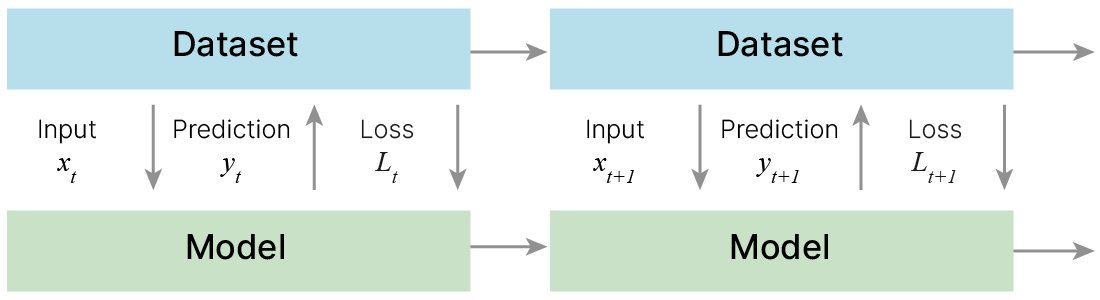 Dataset Dataset
Input Prediction Loss Input Prediction Loss
x_t y_t L_t x_{t+1} y_{t+1} L_{t+1}
Model Model